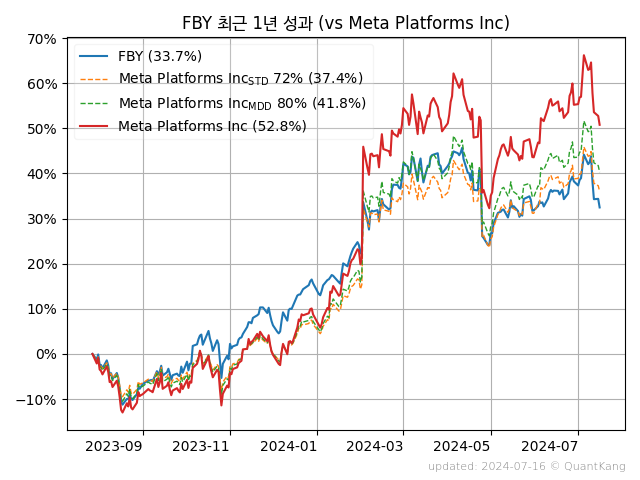 FBY 최근 1년 성과 (vs Meta Platforms Inc)
FBY (33.7%)
Meta Platforms Inc_STD 72% (37.4%)
Meta Platforms Inc_MDD 80% (41.8%)
Meta Platforms Inc (52.8%)
70%
60%
50%
40%
30%
20%
10%
0%
−10%
2023-09 2023-11 2024-01 2024-03 2024-05 2024-07
updated: 2024-07-16 © QuantKang